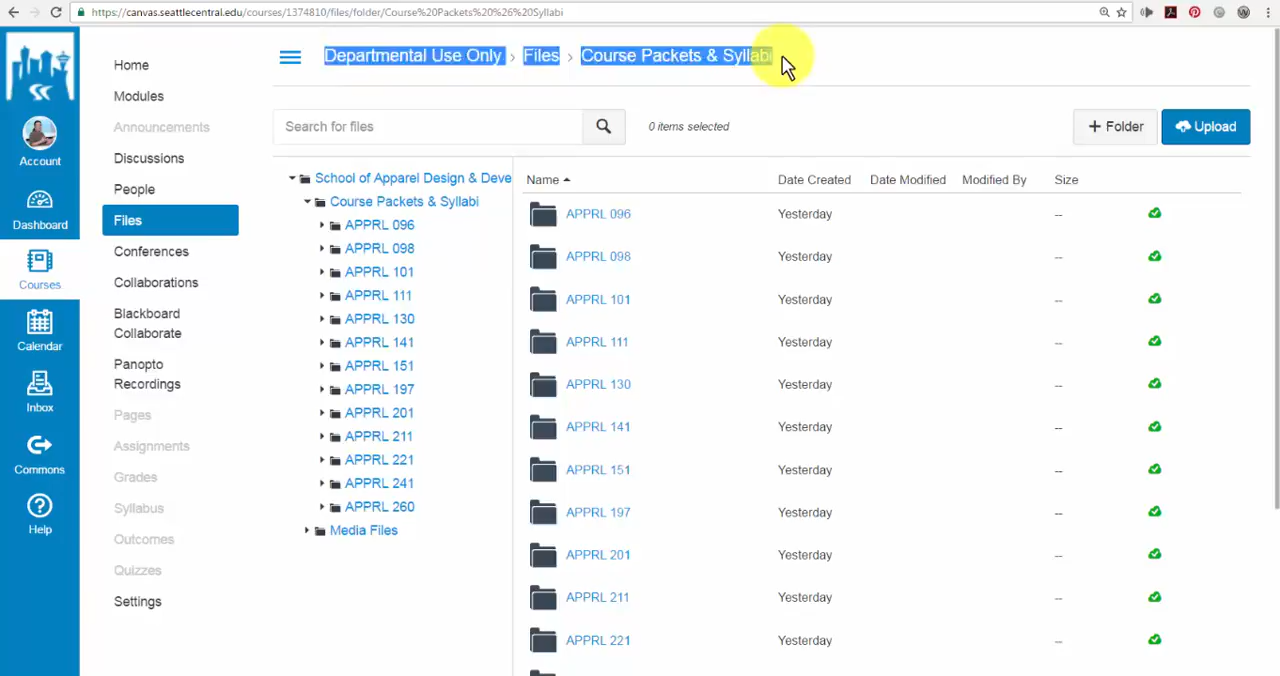 https://canvas.seattlecentral.edu/courses/1374810/files/folder/Course%20Packets%20%26%20Syllabi
Account
Dashboard
Courses
Calendar
Inbox
Commons
Help
Home
Modules
Announcements
Discussions
People
Files
Conferences
Collaborations
Blackboard
Collaborate
Panopto
Recordings
Pages
Assignments
Grades
Syllabus
Outcomes
Quizzes
Settings
Departmental Use Only > Files > Course Packets & Syllabi
Search for files
0 items selected
+ Folder
Upload
School of Apparel Design & Deve
Course Packets & Syllabi
APPRL 096
APPRL 098
APPRL 101
APPRL 111
APPRL 130
APPRL 141
APPRL 151
APPRL 197
APPRL 201
APPRL 211
APPRL 221
APPRL 241
APPRL 260
Media Files
Name Date Created Date Modified Modified By Size
APPRL 096 Yesterday --
APPRL 098 Yesterday --
APPRL 101 Yesterday --
APPRL 111 Yesterday --
APPRL 130 Yesterday --
APPRL 141 Yesterday --
APPRL 151 Yesterday --
APPRL 197 Yesterday --
APPRL 201 Yesterday --
APPRL 211 Yesterday --
APPRL 221 Yesterday --